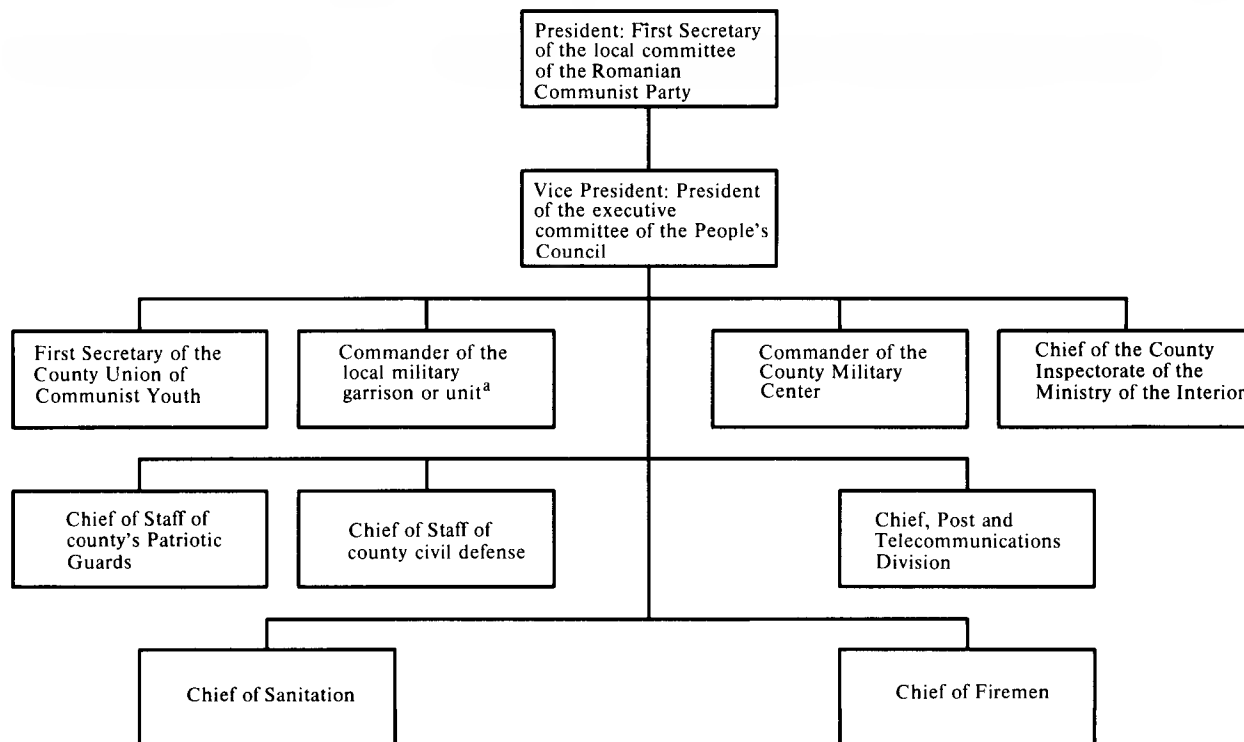 President: First Secretary
of the local committee
of the Romanian
Communist Party
Vice President: President
of the executive
committee of the People's
Council
First Secretary of the
County Union of
Communist Youth
Commander of the
local military
garrison or unitᵃ
Commander of the
County Military
Center
Chief of the County
Inspectorate of the
Ministry of the Interior
Chief of Staff of
county's Patriotic
Guards
Chief of Staff of
county civil defense
Chief, Post and
Telecommunications
Division
Chief of Sanitation
Chief of Firemen